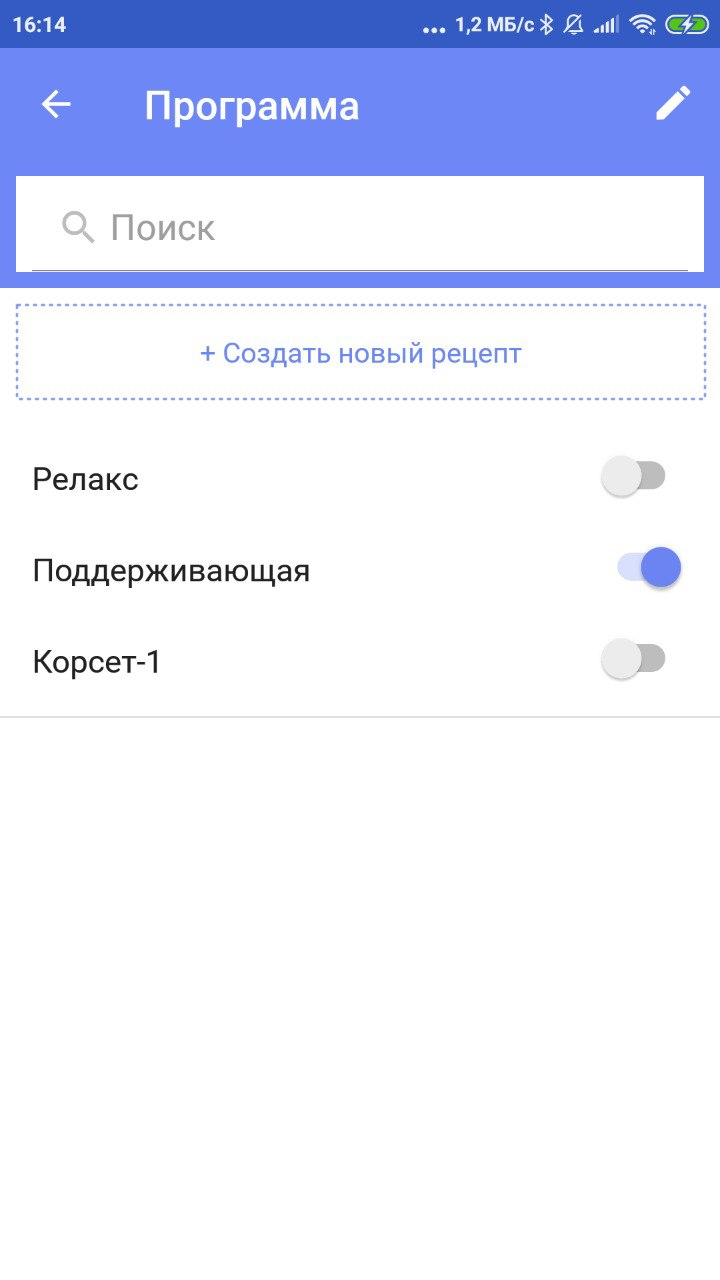 16:14
... 1,2 МБ/с
Программа
Поиск
+ Создать новый рецепт
Релакс
Поддерживающая
Корсет-1